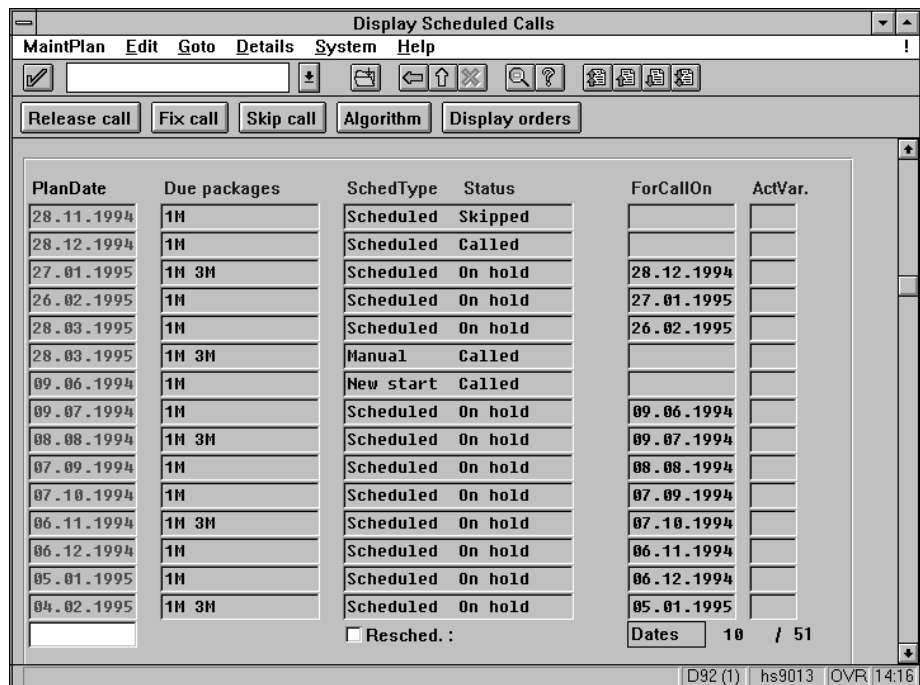 Display Scheduled Calls
MaintPlan Edit Goto Details System Help !
Release call Fix call Skip call Algorithm Display orders
PlanDate Due packages SchedType Status ForCallOn ActVar.
28.11.1994 1M Scheduled Skipped
28.12.1994 1M Scheduled Called
27.01.1995 1M 3M Scheduled On hold 28.12.1994
26.02.1995 1M Scheduled On hold 27.01.1995
28.03.1995 1M Scheduled On hold 26.02.1995
28.03.1995 1M 3M Manual Called
09.06.1994 1M New start Called
09.07.1994 1M Scheduled On hold 09.06.1994
08.08.1994 1M 3M Scheduled On hold 09.07.1994
07.09.1994 1M Scheduled On hold 08.08.1994
07.10.1994 1M Scheduled On hold 07.09.1994
06.11.1994 1M 3M Scheduled On hold 07.10.1994
06.12.1994 1M Scheduled On hold 06.11.1994
05.01.1995 1M Scheduled On hold 06.12.1994
04.02.1995 1M 3M Scheduled On hold 05.01.1995
Resched.: Dates 10 / 51
D92 (1) hs9013 OVR 14:16